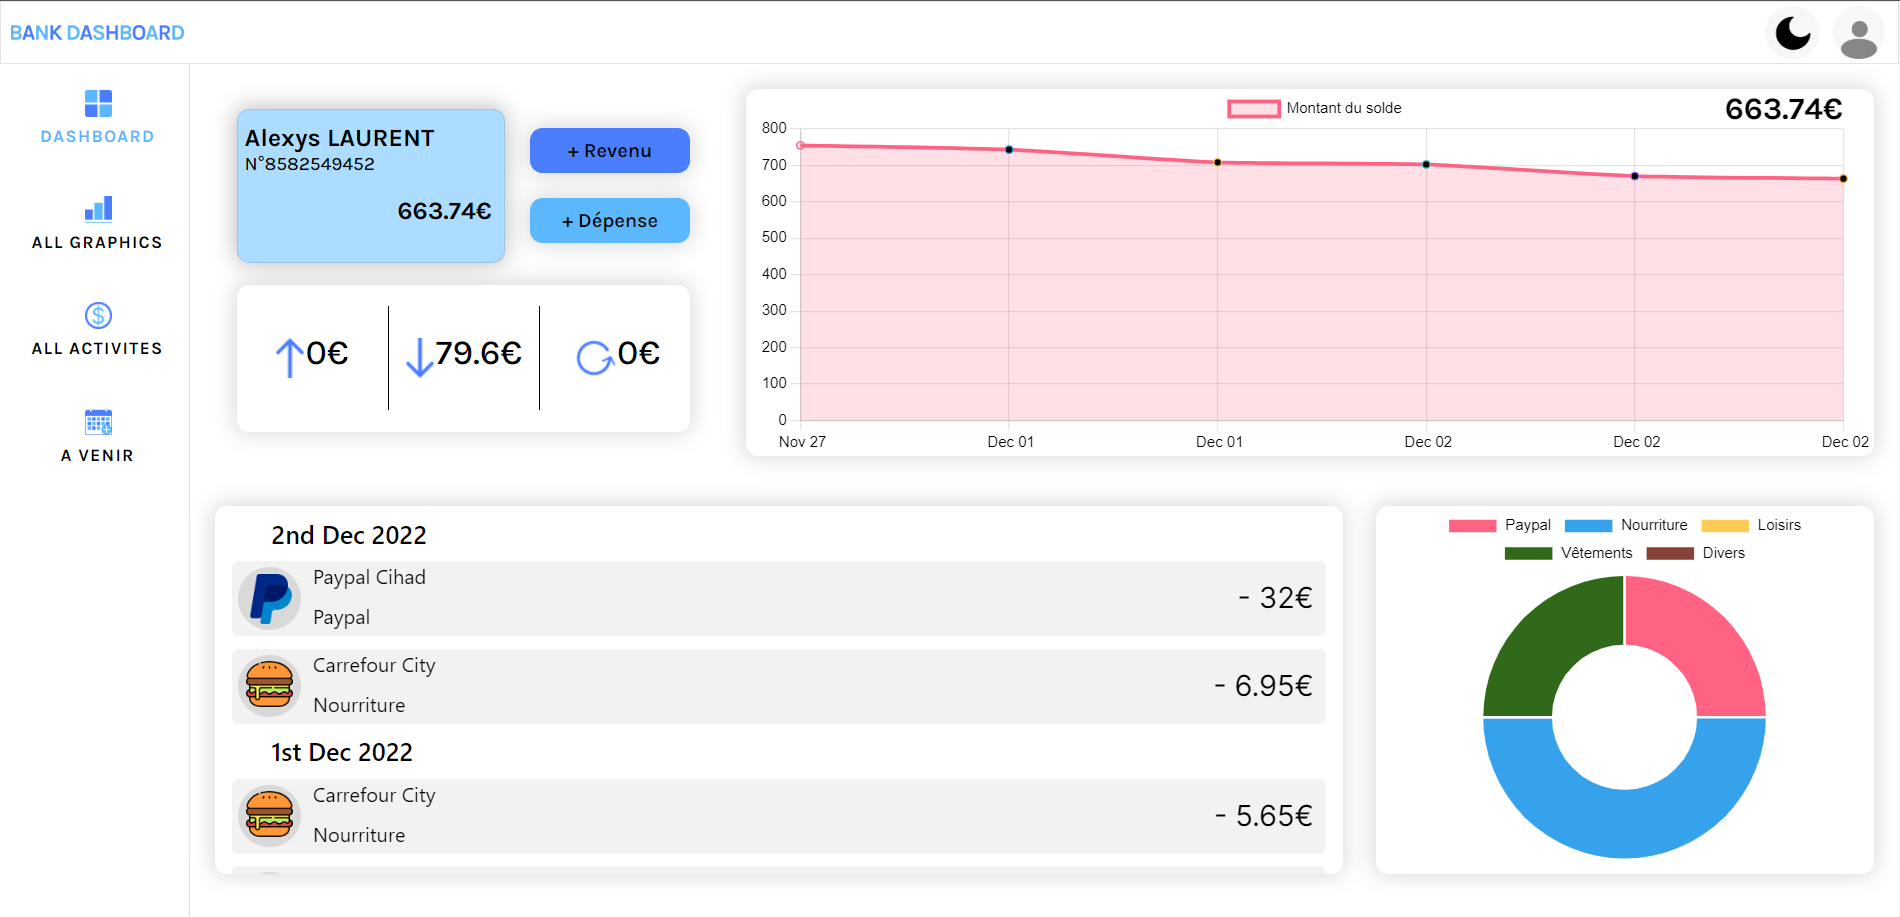 BANK DASHBOARD
DASHBOARD
ALL GRAPHICS
ALL ACTIVITES
A VENIR
Alexys LAURENT
N°8582549452
663.74€
+ Revenu
+ Dépense
0€
79.6€
0€
Montant du solde
663.74€
800
700
600
500
400
300
200
100
0
Nov 27 Dec 01 Dec 01 Dec 02 Dec 02 Dec 02
2nd Dec 2022
Paypal Cihad
Paypal
- 32€
Carrefour City
Nourriture
- 6.95€
1st Dec 2022
Carrefour City
Nourriture
- 5.65€
Paypal Nourriture Loisirs
Vêtements Divers